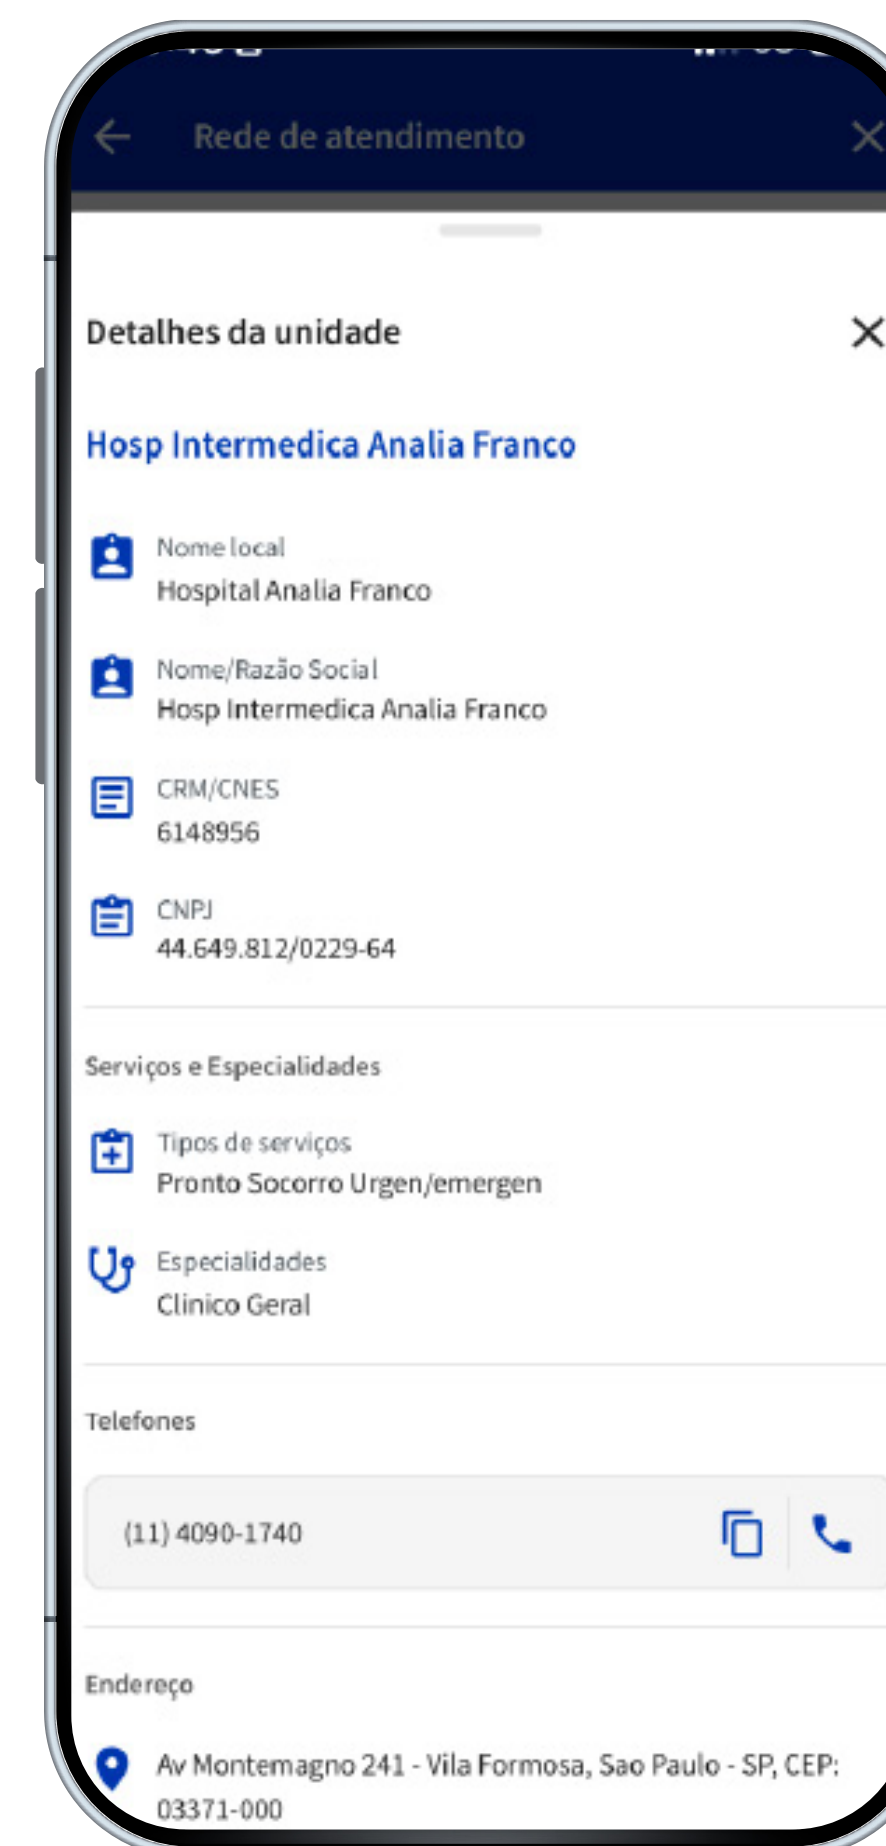 Rede de atendimento
Detalhes da unidade
Hosp Intermedica Analia Franco
Nome local
Hospital Analia Franco
Nome/Razão Social
Hosp Intermedica Analia Franco
CRM/CNES
6148956
CNPJ
44.649.812/0229-64
Serviços e Especialidades
Tipos de serviços
Pronto Socorro Urgen/emergen
Especialidades
Clinico Geral
Telefones
(11) 4090-1740
Endereço
Av Montemagno 241 - Vila Formosa, Sao Paulo - SP, CEP:
03371-000